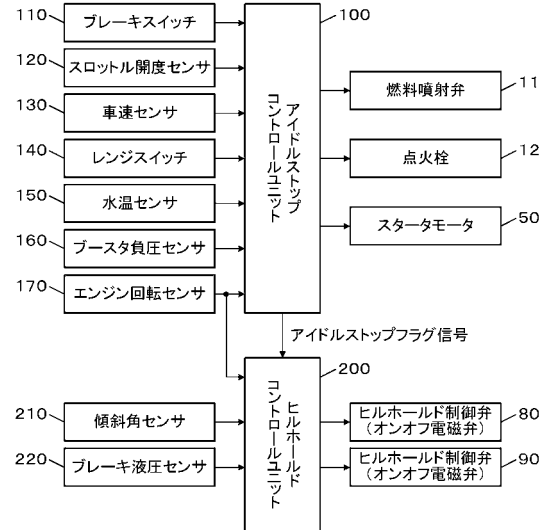 110
ブレーキスイッチ
120
スロットル開度センサ
130
車速センサ
140
レンジスイッチ
150
水温センサ
160
ブースタ負圧センサ
170
エンジン回転センサ
100
アイドルストップ
コントロールユニット
燃料噴射弁
11
点火栓
12
スタータモータ
50
アイドルストップフラグ信号
200
ヒルホールド
コントロールユニット
210
傾斜角センサ
220
ブレーキ液圧センサ
ヒルホールド制御弁
(オンオフ電磁弁)
80
ヒルホールド制御弁
(オンオフ電磁弁)
90